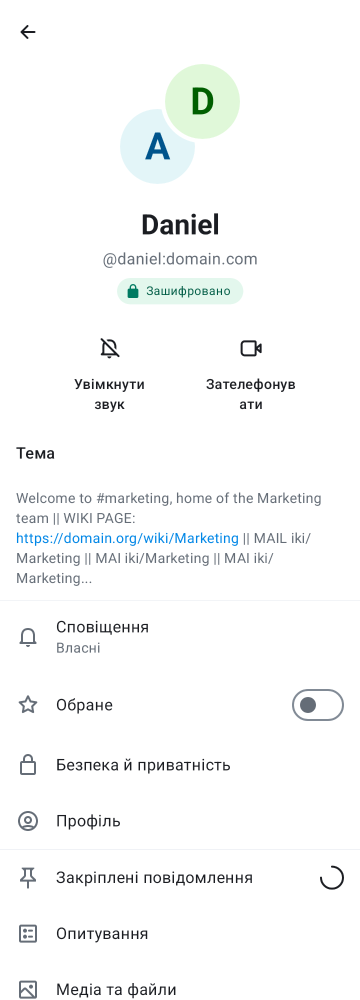 D
A
Daniel
@daniel:domain.com
Зашифровано
Увімкнути
звук
Зателефонув
ати
Тема
Welcome to #marketing, home of the Marketing
team || WIKI PAGE:
https://domain.org/wiki/Marketing || MAIL iki/
Marketing || MAI iki/Marketing || MAI iki/
Marketing...
Сповіщення
Власні
Обране
Безпека й приватність
Профіль
Закріплені повідомлення
Опитування
Медіа та файли